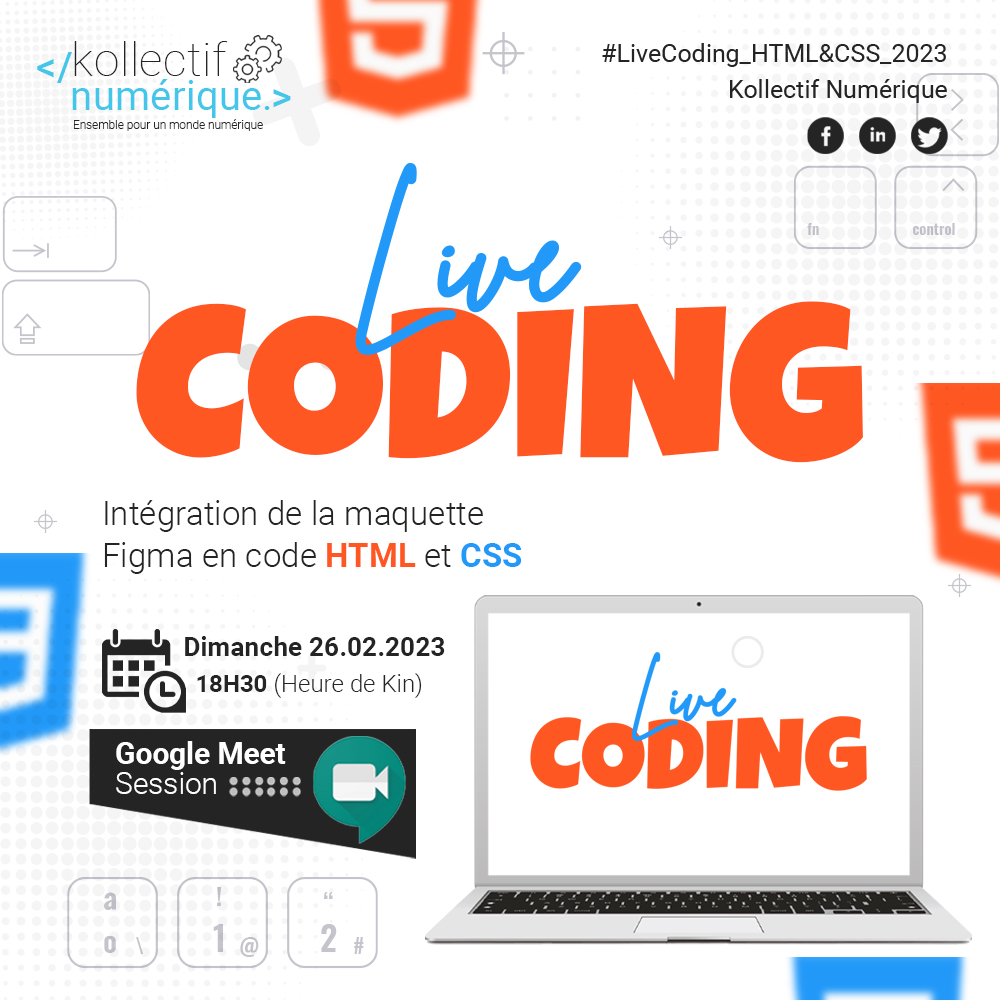 </kollectif
numérique.>
Ensemble pour un monde numérique
#LiveCoding_HTML&CSS_2023
Kollectif Numérique
f
in
fn
control
Live
CODING
Intégration de la maquette
Figma en code HTML et CSS
Dimanche 26.02.2023
18H30 (Heure de Kin)
Google Meet
Session
Live
CODING
a
o \
!
1 @
“
2 #